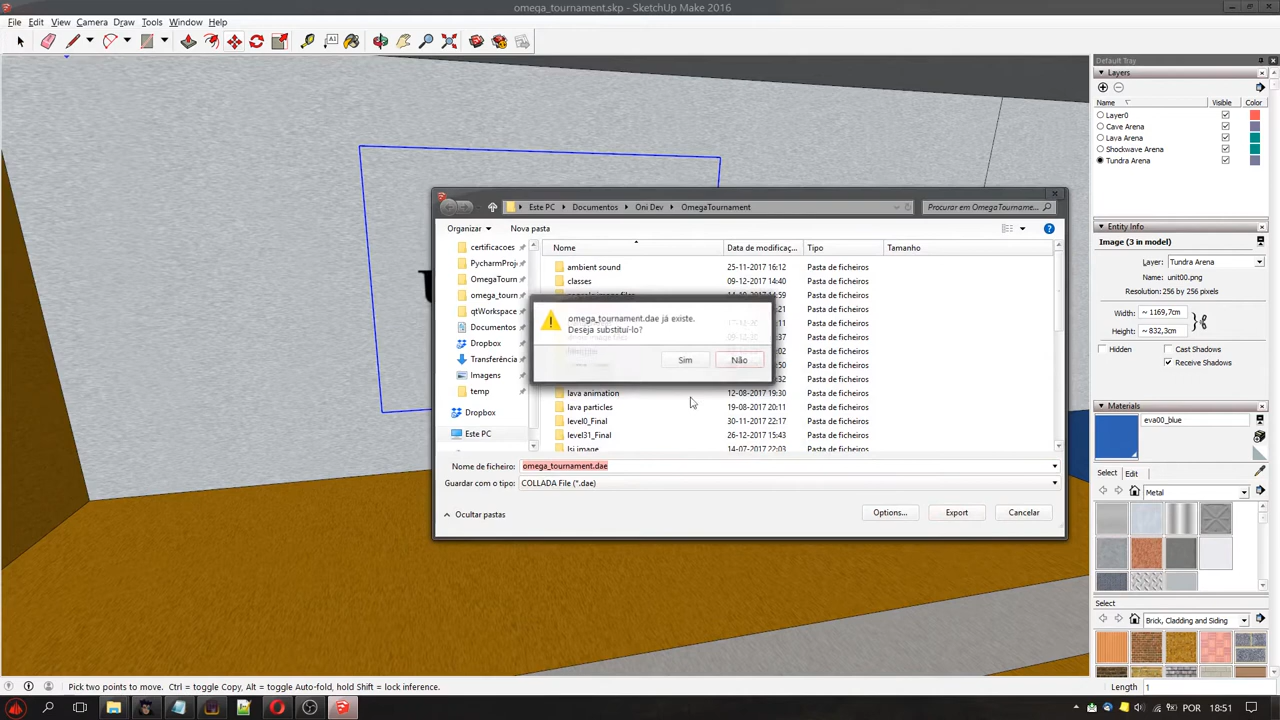 omega_tournament.skp - SketchUp Make 2016
File Edit View Camera Draw Tools Window Help
Default Tray
Layers
Name Visible Color
Layer0
Cave Arena
Lava Arena
Shockwave Arena
Tundra Arena
Entity Info
Image (3 in model)
Layer: Tundra Arena
Name: unit00.png
Resolution: 256 by 256 pixels
Width: ~ 1169,7cm
Height: ~ 832,3cm
Hidden Cast Shadows
Receive Shadows
Materials
eva00_blue
Select Edit
Metal
Select
Brick, Cladding and Siding
Este PC Documentos Oni Dev OmegaTournament
Procurar em OmegaTourname...
Organizar Nova pasta
certificacoes
PycharmProj
OmegaTourn
omega_tourn
qtWorkspace
Documentos
Dropbox
Transferência
Imagens
temp
Dropbox
Este PC
Nome Data de modificaç... Tipo Tamanho
ambient sound 25-11-2017 16:12 Pasta de ficheiros
classes 09-12-2017 14:40 Pasta de ficheiros
Pasta de ficheiros
Pasta de ficheiros
Pasta de ficheiros
Pasta de ficheiros
Pasta de ficheiros
Pasta de ficheiros
Pasta de ficheiros
lava animation 12-08-2017 19:30 Pasta de ficheiros
lava particles 19-08-2017 20:11 Pasta de ficheiros
level0_Final 30-11-2017 22:17 Pasta de ficheiros
level31_Final 26-12-2017 15:43 Pasta de ficheiros
lsi image 14-07-2017 22:03 Pasta de ficheiros
omega_tournament.dae já existe.
Deseja substituí-lo?
Sim Não
Nome de ficheiro: omega_tournament.dae
Guardar com o tipo: COLLADA File (*.dae)
Ocultar pastas Options... Export Cancelar
Pick two points to move. Ctrl = toggle Copy, Alt = toggle Auto-fold, hold Shift = lock inference.
Length 1
POR 18:51